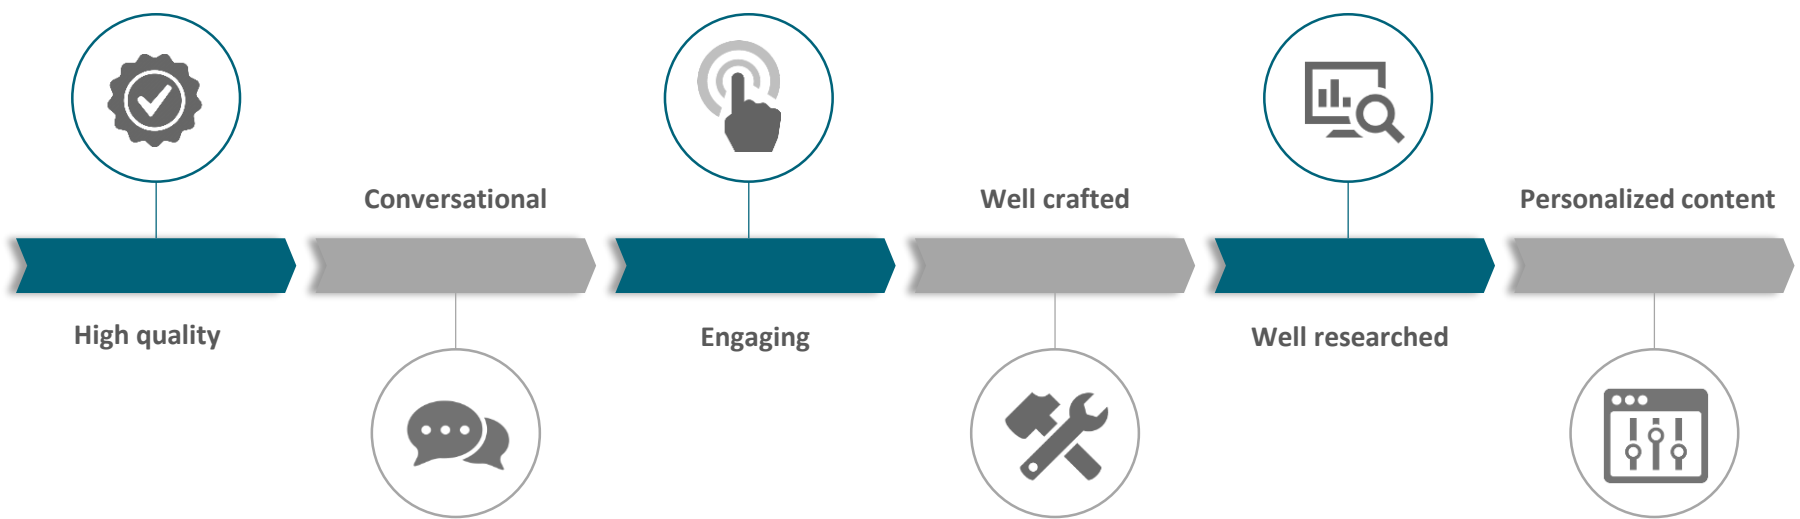 Conversational
Well crafted
Personalized content
High quality
Engaging
Well researched